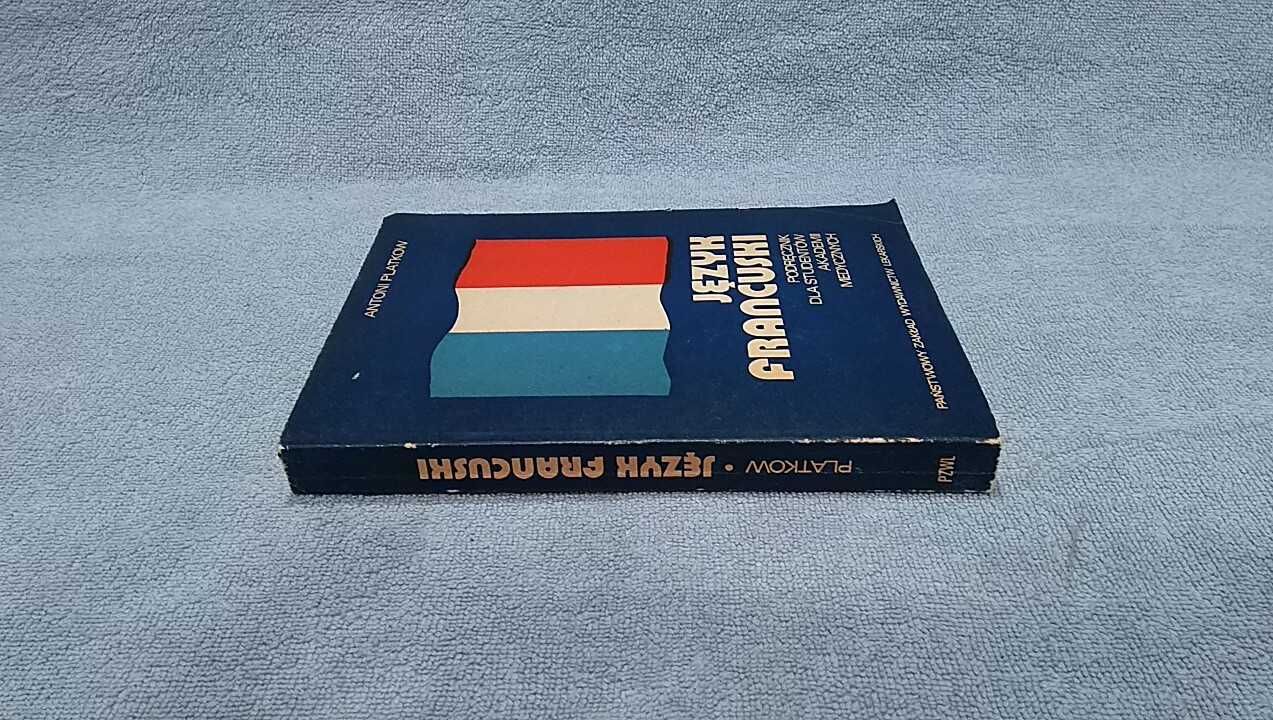 ANTONI PLATKOW
JĘZYK
FRANCUSKI
PODRĘCZNIK
DLA STUDENTÓW
AKADEMII
MEDYCZNYCH
PAŃSTWOWY ZAKŁAD WYDAWNICTW LEKARSKICH
PLATKOW • JĘZYK FRANCUSKI
PZWL